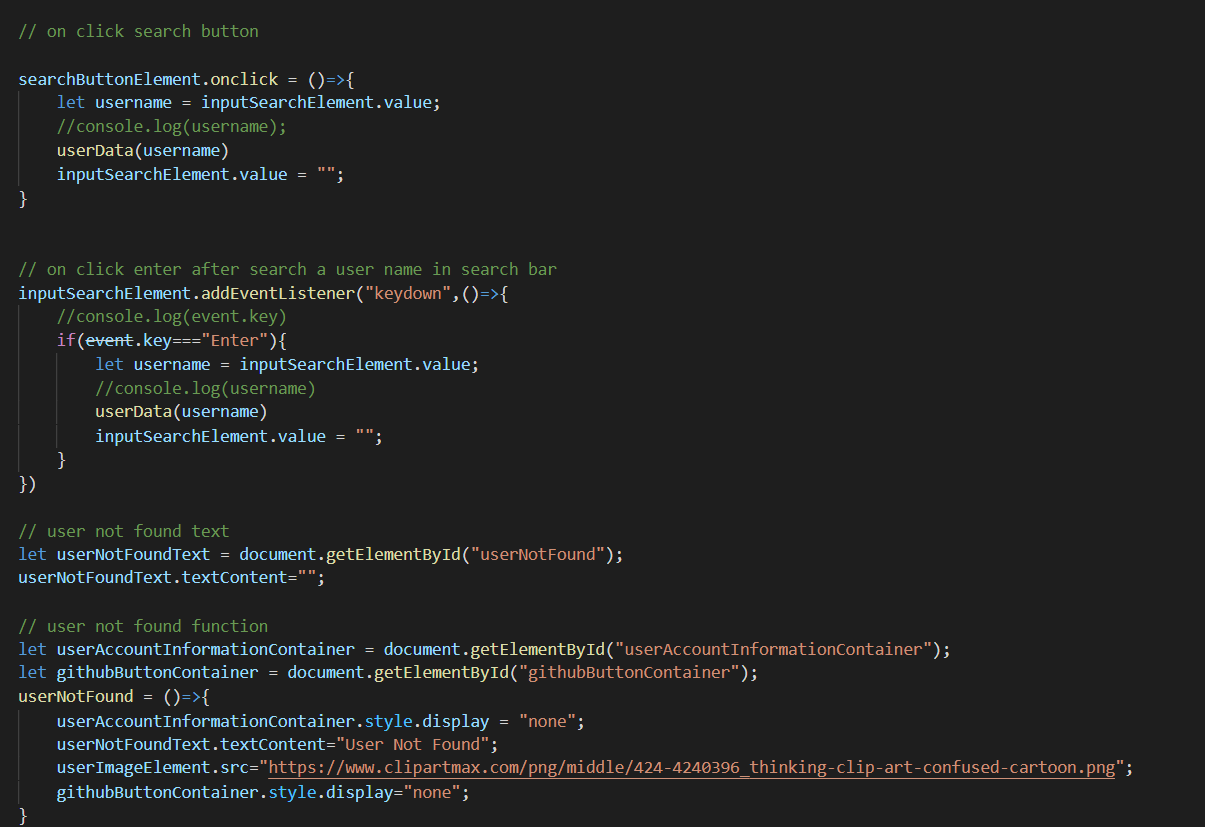 // on click search button
searchButtonElement.onclick = ()=>{
    let username = inputSearchElement.value;
    //console.log(username);
    userData(username)
    inputSearchElement.value = "";
}
// on click enter after search a user name in search bar
inputSearchElement.addEventListener("keydown",()=>{
    //console.log(event.key)
    if(event.key==="Enter"){
        let username = inputSearchElement.value;
        //console.log(username)
        userData(username)
        inputSearchElement.value = "";
    }
})
// user not found text
let userNotFoundText = document.getElementById("userNotFound");
userNotFoundText.textContent="";
// user not found function
let userAccountInformationContainer = document.getElementById("userAccountInformationContainer");
let githubButtonContainer = document.getElementById("githubButtonContainer");
userNotFound = ()=>{
    userAccountInformationContainer.style.display = "none";
    userNotFoundText.textContent="User Not Found";
    userImageElement.src="https://www.clipartmax.com/png/middle/424-4240396_thinking-clip-art-confused-cartoon.png";
    githubButtonContainer.style.display="none";
}